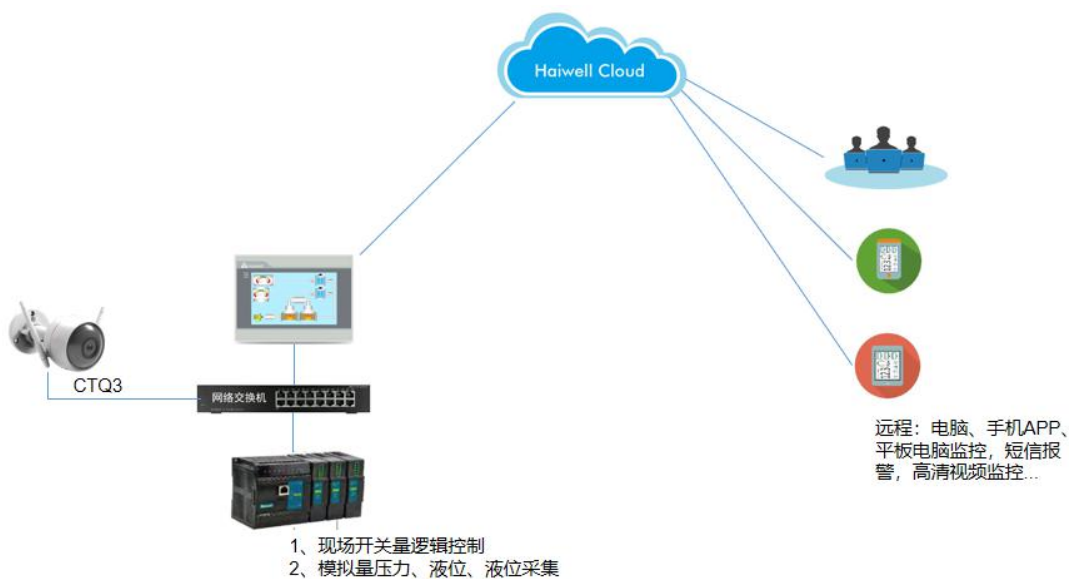 Haiwell Cloud
CTQ3
网络交换机
远程：电脑、手机APP、
平板电脑监控，短信报
警，高清视频监控...
1、现场开关量逻辑控制
2、模拟量压力、液位、液位采集